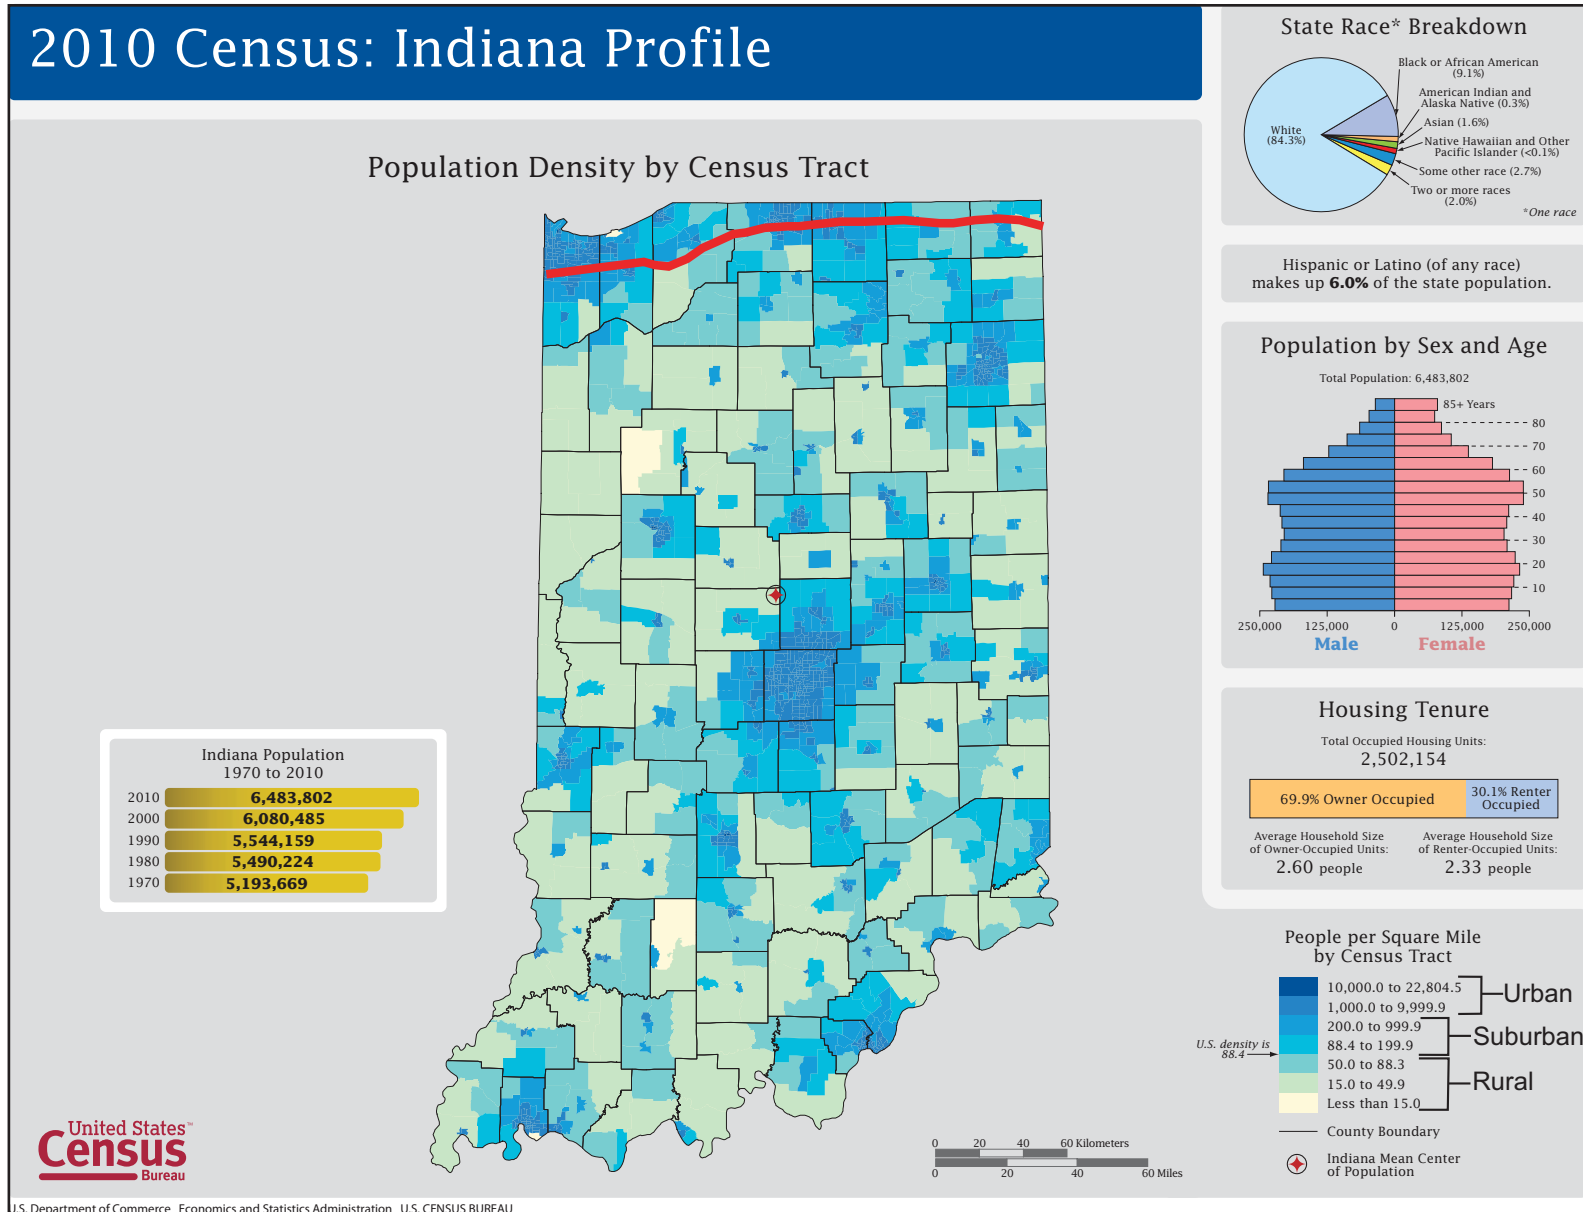 2010 Census: Indiana Profile
Population Density by Census Tract
Indiana Population
1970 to 2010
2010 6,483,802
2000 6,080,485
1990 5,544,159
1980 5,490,224
1970 5,193,669
United States™
Census
Bureau
0 20 40 60 Kilometers
0 20 40 60 Miles
U.S. Department of Commerce Economics and Statistics Administration U.S. CENSUS BUREAU
State Race* Breakdown
Black or African American
(9.1%)
American Indian and
Alaska Native (0.3%)
Asian (1.6%)
Native Hawaiian and Other
Pacific Islander (<0.1%)
Some other race (2.7%)
Two or more races
(2.0%)
White
(84.3%)
*One race
Hispanic or Latino (of any race)
makes up 6.0% of the state population.
Population by Sex and Age
Total Population: 6,483,802
85+ Years
80
70
60
50
40
30
20
10
250,000 125,000 0 125,000 250,000
Male Female
Housing Tenure
Total Occupied Housing Units:
2,502,154
69.9% Owner Occupied
30.1% Renter
Occupied
Average Household Size
of Owner-Occupied Units:
2.60 people
Average Household Size
of Renter-Occupied Units:
2.33 people
People per Square Mile
by Census Tract
10,000.0 to 22,804.5
1,000.0 to 9,999.9
200.0 to 999.9
88.4 to 199.9
50.0 to 88.3
15.0 to 49.9
Less than 15.0
Urban
Suburban
Rural
U.S. density is
88.4
County Boundary
Indiana Mean Center
of Population